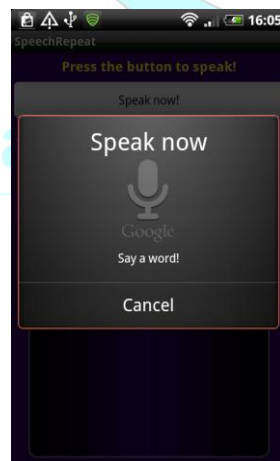 16:05
SpeechRepeat
Press the button to speak!
Speak now!
Speak now
Google
Say a word!
Cancel